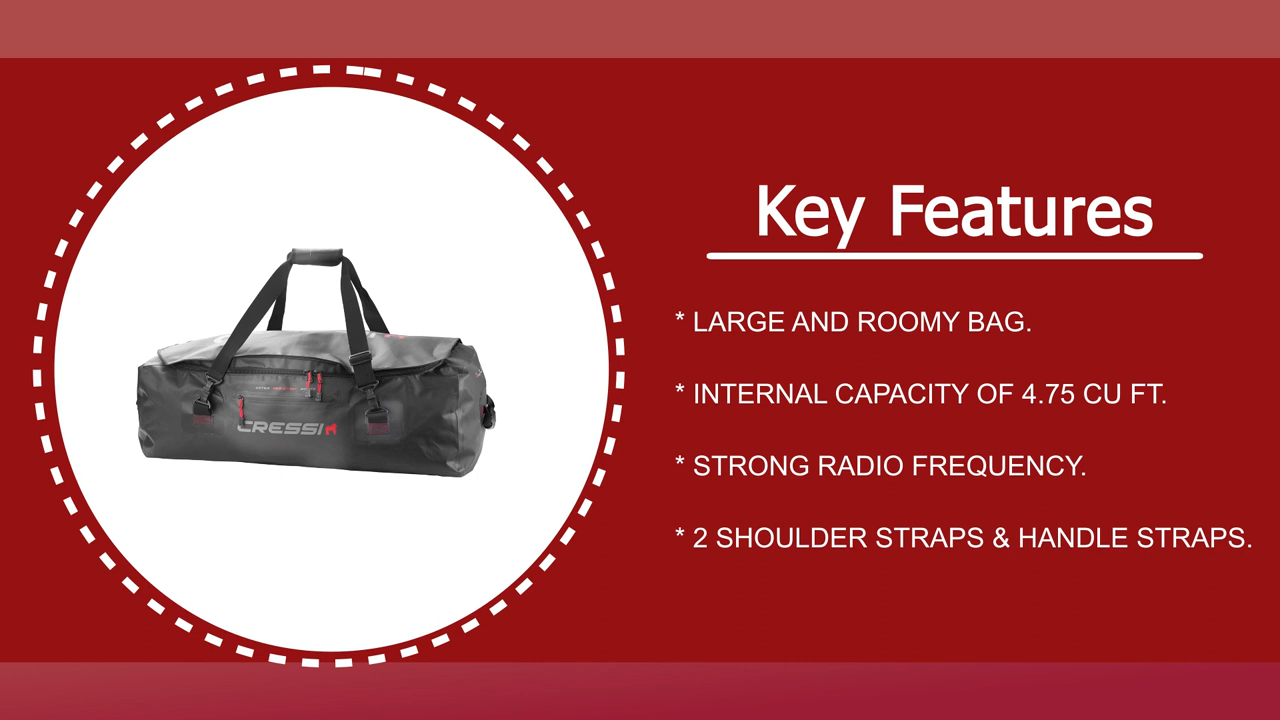 Key Features
* LARGE AND ROOMY BAG.
* INTERNAL CAPACITY OF 4.75 CU FT.
* STRONG RADIO FREQUENCY.
* 2 SHOULDER STRAPS & HANDLE STRAPS.
CRESSI